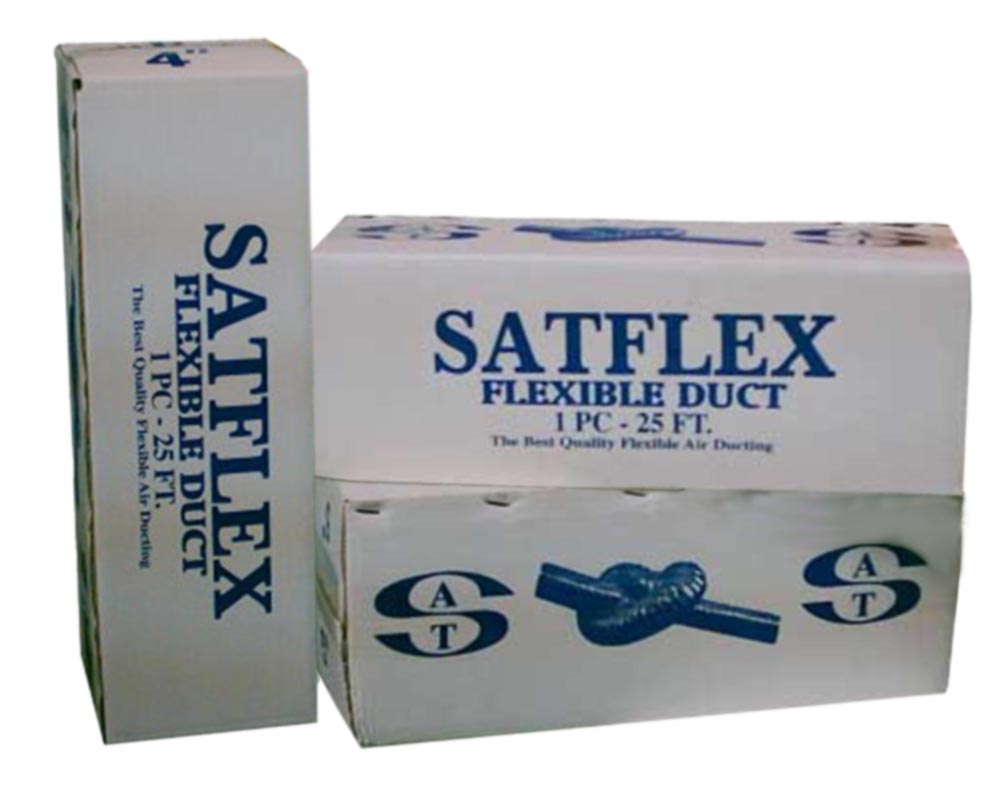 4"
SATFLEX
FLEXIBLE DUCT
1 PC - 25 FT.
The Best Quality Flexible Air Ducting
SATFLEX
FLEXIBLE DUCT
1 PC - 25 FT.
The Best Quality Flexible Air Ducting
SAT
SAT